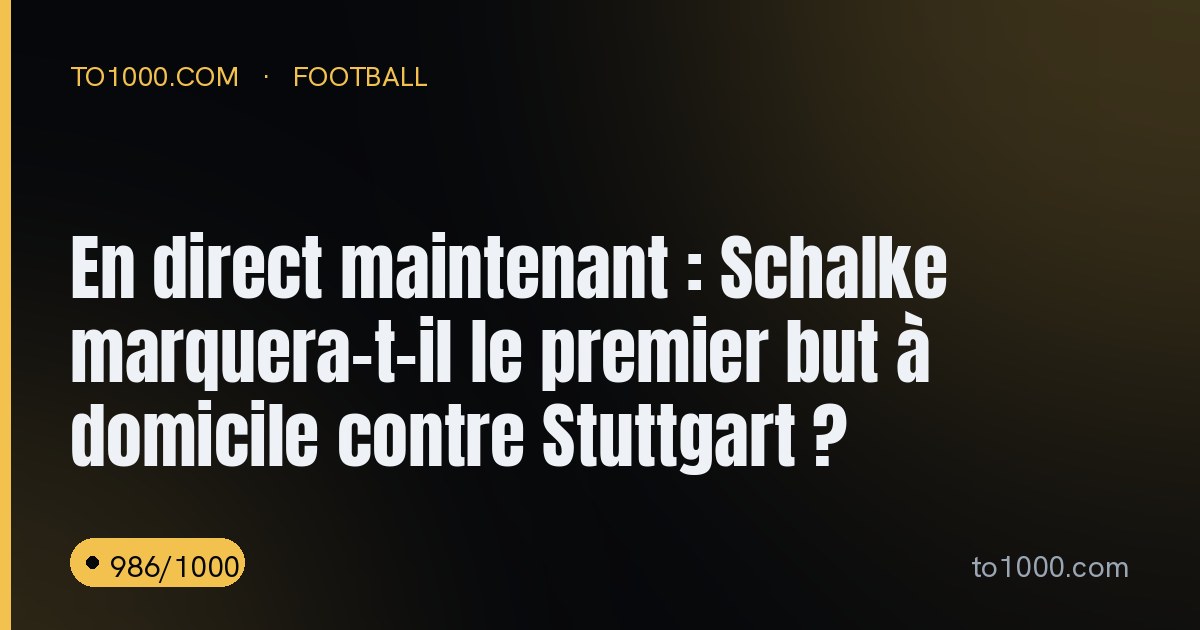 TO1000.COM · FOOTBALL
En direct maintenant : Schalke
marquera-t-il le premier but à
domicile contre Stuttgart ?
986/1000
to1000.com